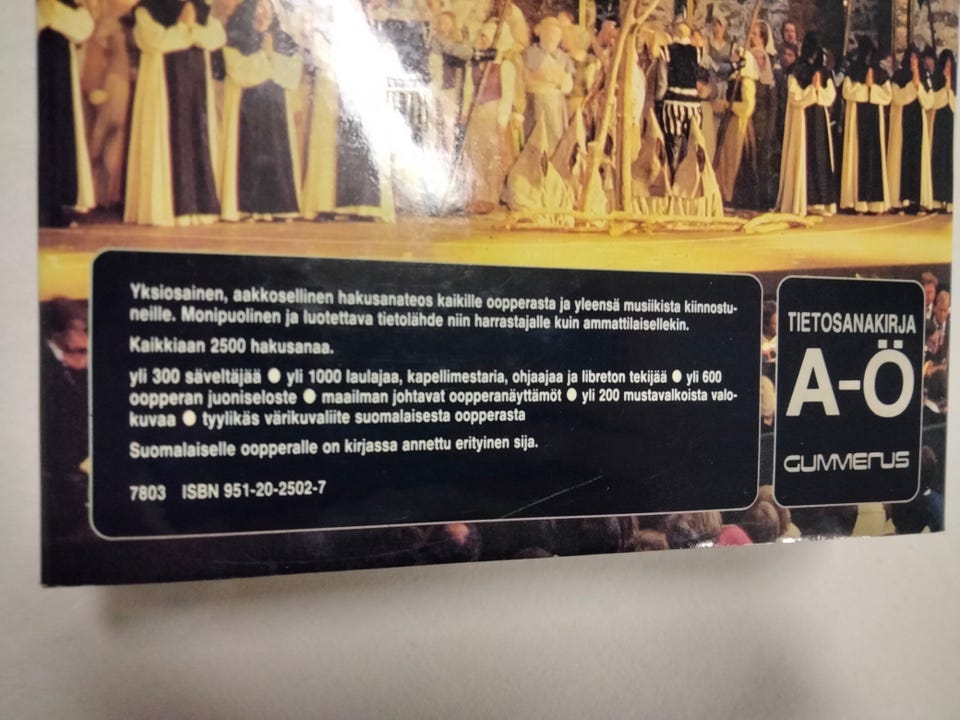 Yksiosainen, aakkosellinen hakusanateos kaikille oopperasta ja yleensä musiikista kiinnostu-
neille. Monipuolinen ja luotettava tietolähde niin harrastajalle kuin ammattilaisellekin.
Kaikkiaan 2500 hakusanaa.
yli 300 säveltäjää ● yli 1000 laulajaa, kapellimestaria, ohjaajaa ja libreton tekijää ● yli 600
oopperan juoniseloste ● maailman johtavat oopperanäyttämöt ● yli 200 mustavalkoista valo-
kuvaa ● tyylikäs värikuvaliite suomalaisesta oopperasta
Suomalaiselle oopperalle on kirjassa annettu erityinen sija.
7803 ISBN 951-20-2502-7
TIETOSANAKIRJA
A-Ö
GUMMERUS